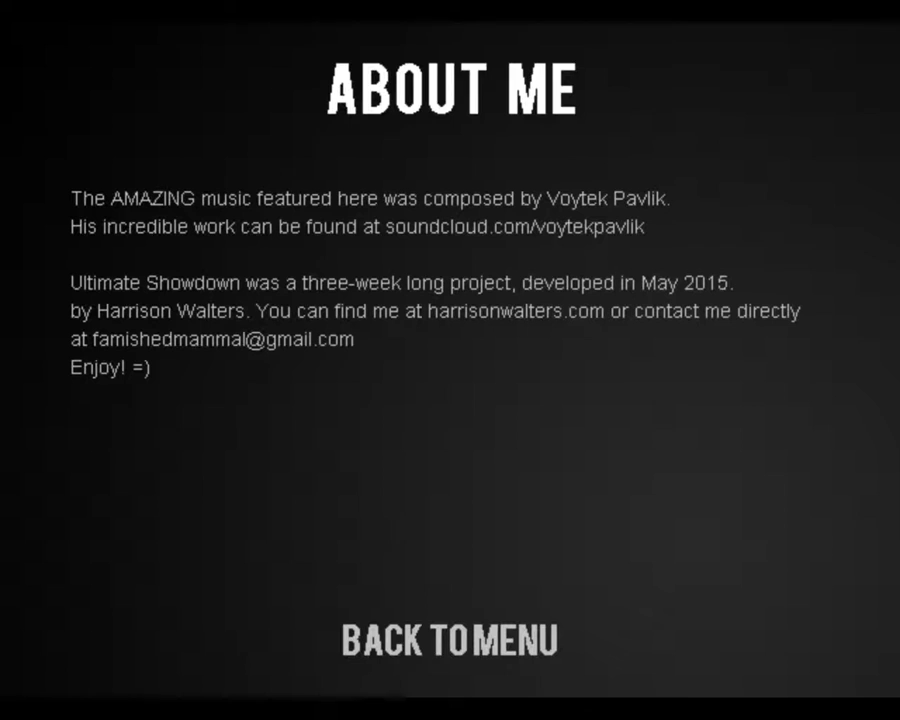 ABOUT ME
The AMAZING music featured here was composed by Voytek Pavlik.
His incredible work can be found at soundcloud.com/voytekpavlik
Ultimate Showdown was a three-week long project, developed in May 2015.
by Harrison Walters. You can find me at harrisonwalters.com or contact me directly
at famishedmammal@gmail.com
Enjoy! =)
BACK TO MENU